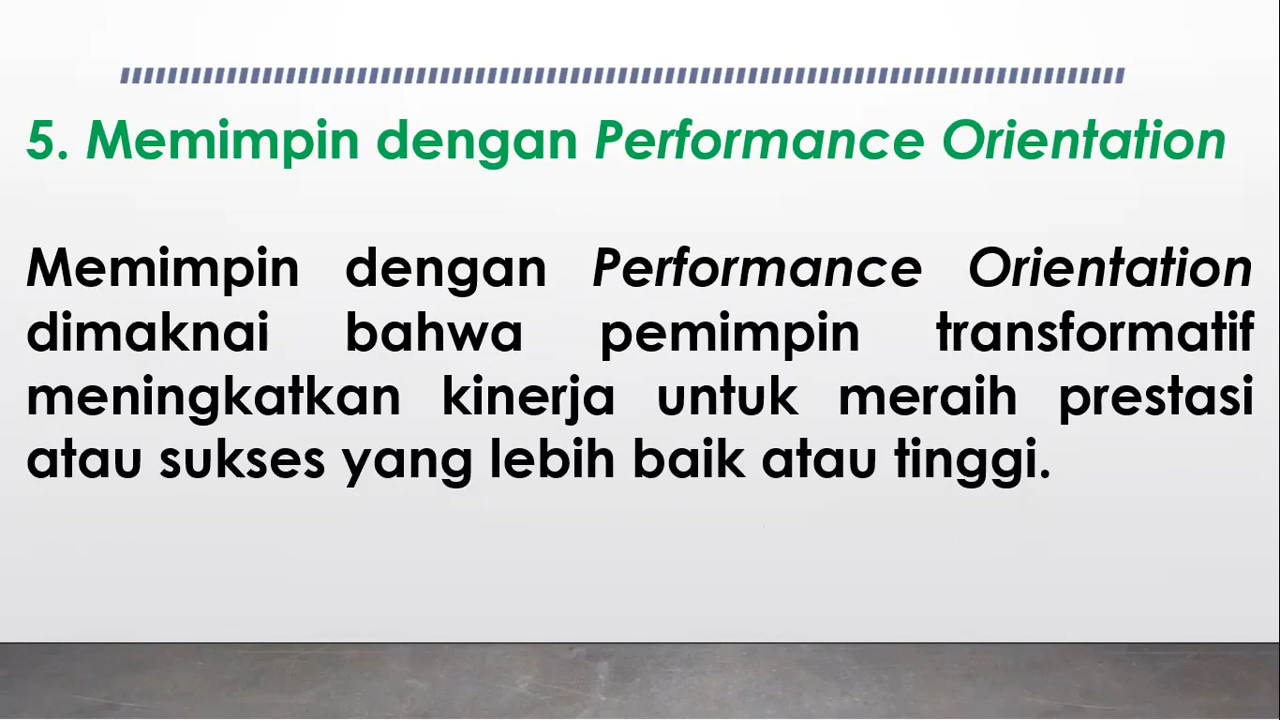 5. Memimpin dengan Performance Orientation
Memimpin dengan Performance Orientation
dimaknai bahwa pemimpin transformatif
meningkatkan kinerja untuk meraih prestasi
atau sukses yang lebih baik atau tinggi.